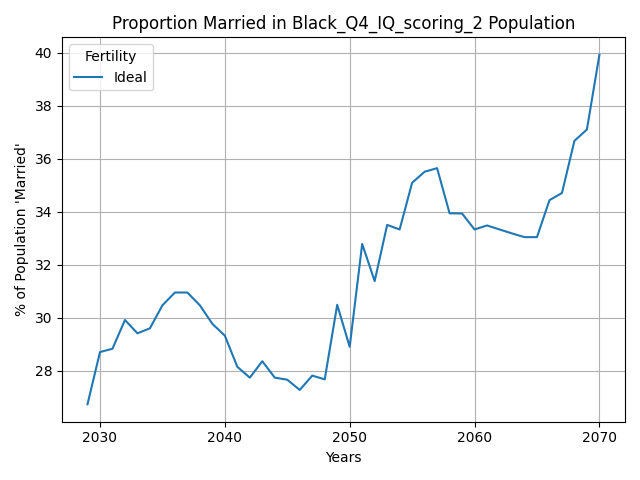 Proportion Married in Black_Q4_IQ_scoring_2 Population
Fertility
Ideal
% of Population 'Married'
40
38
36
34
32
30
28
2030 2040 2050 2060 2070
Years